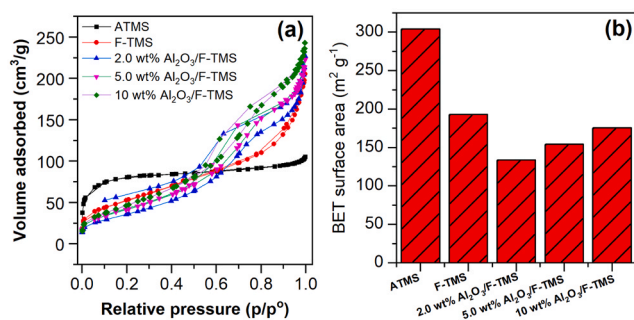 (a)
ATMS
F-TMS
2.0 wt% Al₂O₃/F-TMS
5.0 wt% Al₂O₃/F-TMS
10 wt% Al₂O₃/F-TMS
Volume adsorbed (cm³/g)
250
200
150
100
50
0
0.0 0.2 0.4 0.6 0.8 1.0
Relative pressure (p/pº)
(b)
BET surface area (m² g⁻¹)
300
250
200
150
100
50
0
ATMS
F-TMS
2.0 wt% Al₂O₃/F-TMS
5.0 wt% Al₂O₃/F-TMS
10 wt% Al₂O₃/F-TMS